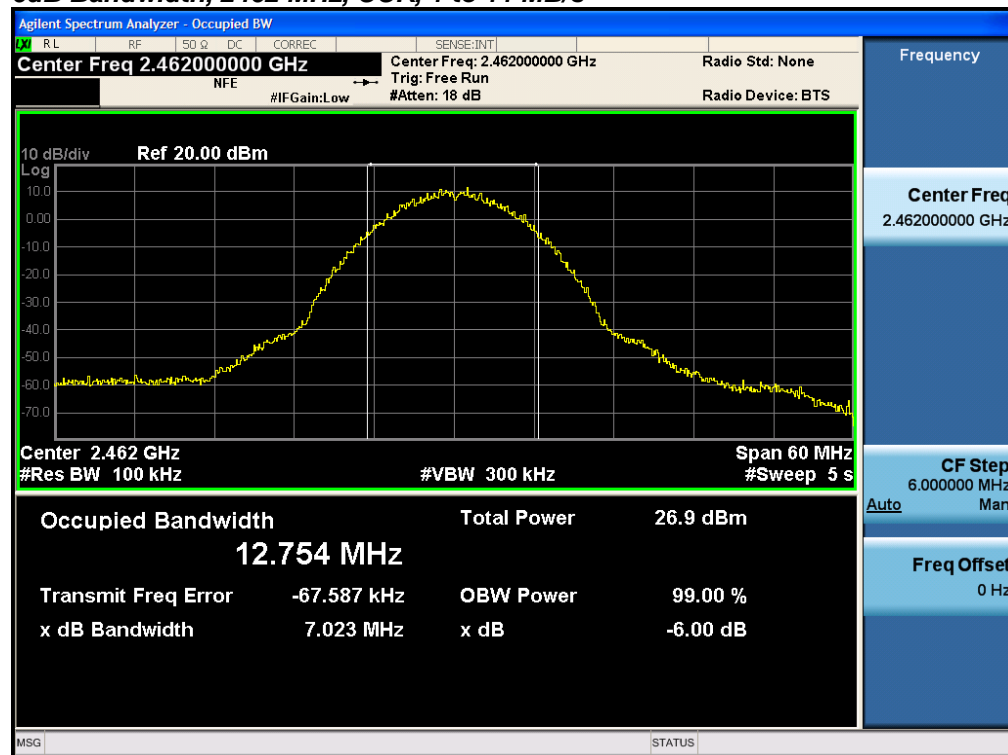 Agilent Spectrum Analyzer - Occupied BW
LXI RL RF 50 Ω DC CORREC SENSE:INT
Center Freq 2.462000000 GHz
NFE
#IFGain:Low
Center Freq: 2.462000000 GHz
Trig: Free Run
#Atten: 18 dB
Radio Std: None
Radio Device: BTS
10 dB/div Ref 20.00 dBm
Log
10.0
0.00
-10.0
-20.0
-30.0
-40.0
-50.0
-60.0
-70.0
Center 2.462 GHz
Span 60 MHz
#Res BW 100 kHz
#VBW 300 kHz
#Sweep 5 s
Occupied Bandwidth
12.754 MHz
Total Power 26.9 dBm
Transmit Freq Error -67.587 kHz
OBW Power 99.00 %
x dB Bandwidth 7.023 MHz
x dB -6.00 dB
Frequency
Center Freq
2.462000000 GHz
CF Step
6.000000 MHz
Auto Man
Freq Offset
0 Hz
MSG
STATUS